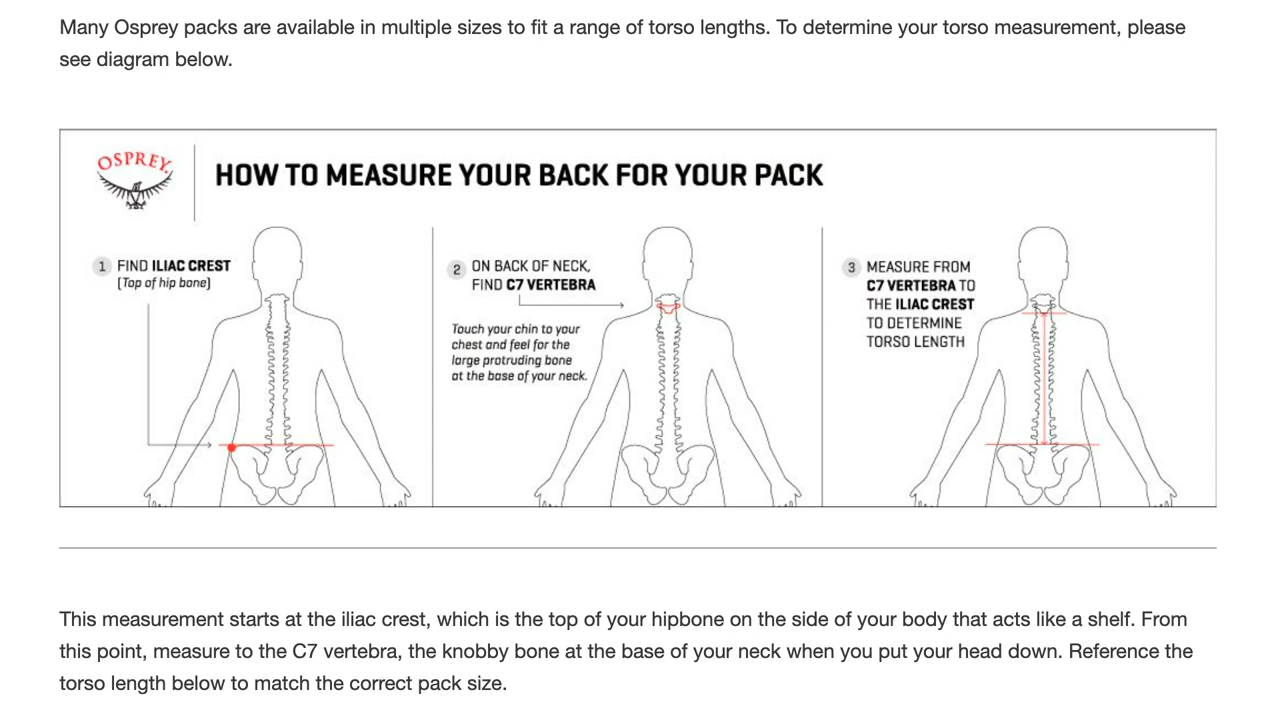 Many Osprey packs are available in multiple sizes to fit a range of torso lengths. To determine your torso measurement, please
see diagram below.
OSPREY
HOW TO MEASURE YOUR BACK FOR YOUR PACK
1 FIND ILIAC CREST
(Top of hip bone)
2 ON BACK OF NECK,
FIND C7 VERTEBRA
Touch your chin to your
chest and feel for the
large protruding bone
at the base of your neck.
3 MEASURE FROM
C7 VERTEBRA TO
THE ILIAC CREST
TO DETERMINE
TORSO LENGTH
This measurement starts at the iliac crest, which is the top of your hipbone on the side of your body that acts like a shelf. From
this point, measure to the C7 vertebra, the knobby bone at the base of your neck when you put your head down. Reference the
torso length below to match the correct pack size.